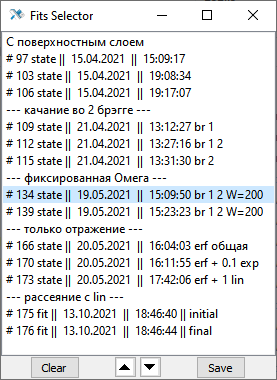 Fits Selector
С поверхностным слоем
# 97 state || 15.04.2021 || 15:09:17
# 103 state || 15.04.2021 || 19:08:34
# 106 state || 15.04.2021 || 19:17:07
--- качание во 2 брэгге ---
# 109 state || 21.04.2021 || 13:12:27 br 1
# 112 state || 21.04.2021 || 13:27:16 br 1 2
# 115 state || 21.04.2021 || 13:31:30 br 2
--- фиксированная Омега ---
# 134 state || 19.05.2021 || 15:09:50 br 1 2 W=200
# 139 state || 19.05.2021 || 15:23:23 br 1 2 W=200
--- только отражение ---
# 166 state || 20.05.2021 || 16:04:03 erf общая
# 170 state || 20.05.2021 || 16:11:55 erf + 0.1 exp
# 173 state || 20.05.2021 || 17:42:06 erf + 1 lin
--- рассеяние с lin ---
# 175 fit || 13.10.2021 || 18:46:40 || initial
# 176 fit || 13.10.2021 || 18:46:44 || final
Clear
Save